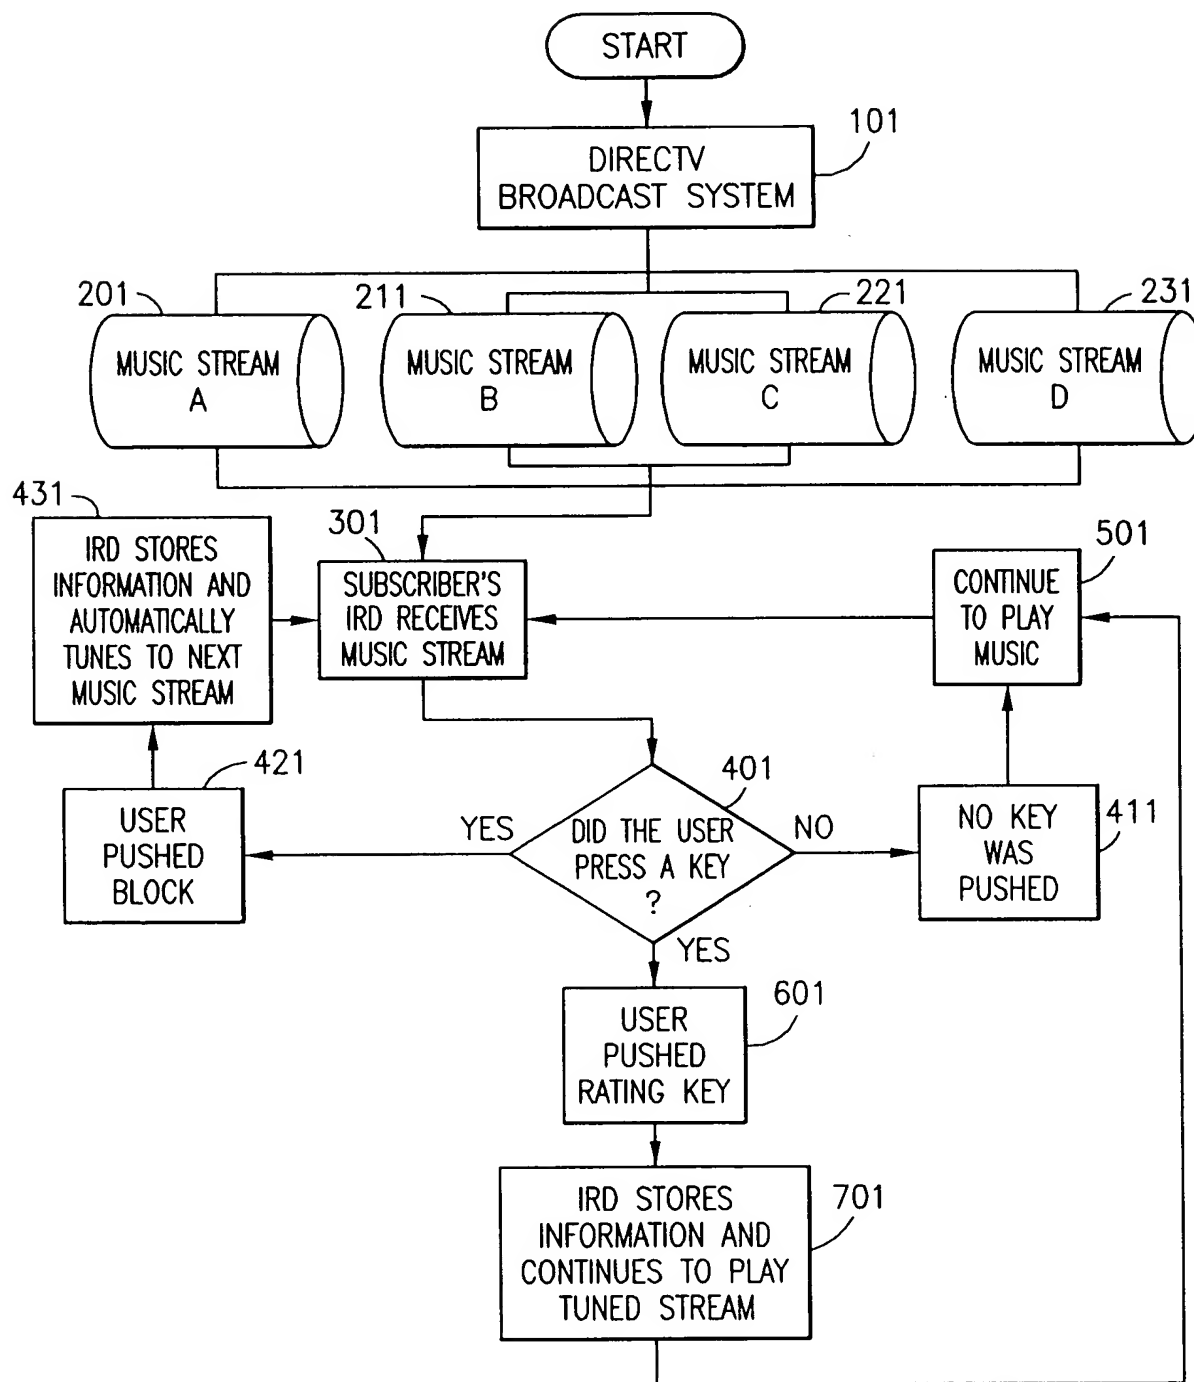 START
101
DIRECTV
BROADCAST SYSTEM
201
211
221
231
MUSIC STREAM
A
MUSIC STREAM
B
MUSIC STREAM
C
MUSIC STREAM
D
431
IRD STORES
INFORMATION AND
AUTOMATICALLY
TUNES TO NEXT
MUSIC STREAM
301
SUBSCRIBER'S
IRD RECEIVES
MUSIC STREAM
501
CONTINUE
TO PLAY
MUSIC
421
USER
PUSHED
BLOCK
YES
401
DID THE USER
PRESS A KEY
?
NO
NO KEY
WAS
PUSHED
411
YES
601
USER
PUSHED
RATING KEY
701
IRD STORES
INFORMATION AND
CONTINUES TO PLAY
TUNED STREAM